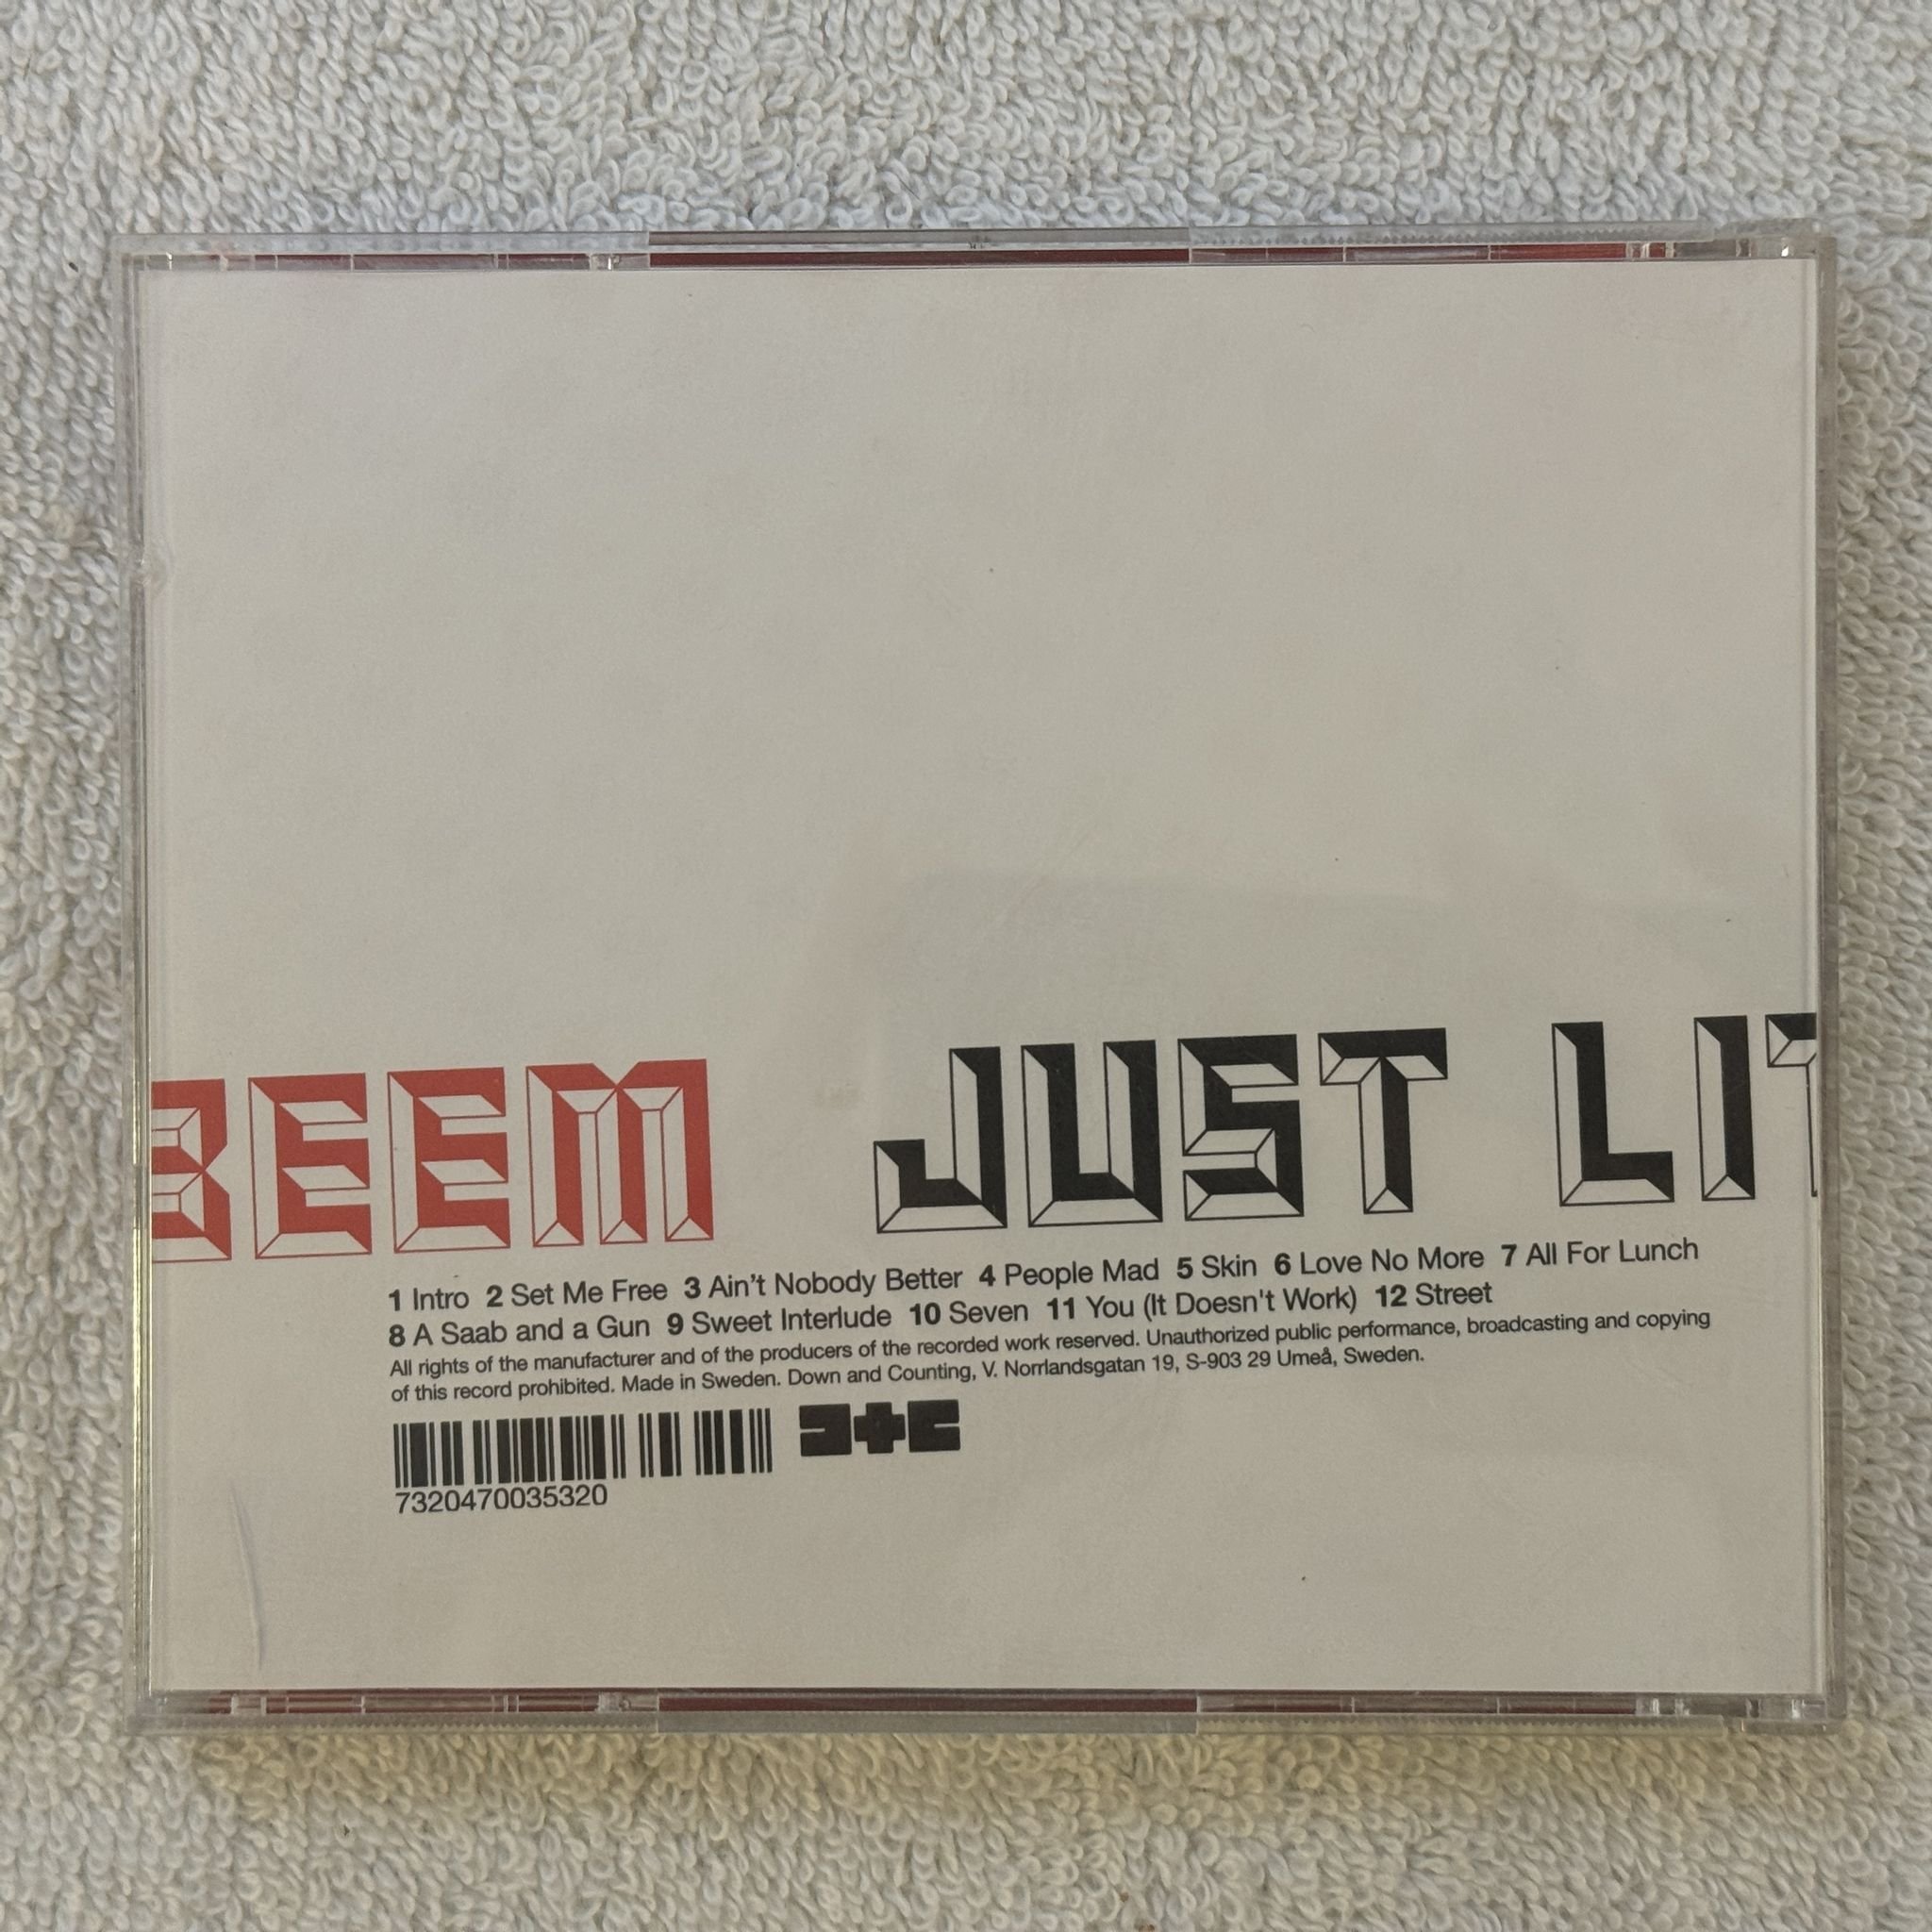 BEEM JUST LIT
1 Intro 2 Set Me Free 3 Ain't Nobody Better 4 People Mad 5 Skin 6 Love No More 7 All For Lunch
8 A Saab and a Gun 9 Sweet Interlude 10 Seven 11 You (It Doesn't Work) 12 Street
All rights of the manufacturer and of the producers of the recorded work reserved. Unauthorized public performance, broadcasting and copying
of this record prohibited. Made in Sweden. Down and Counting, V. Norrlandsgatan 19, S-903 29 Umeå, Sweden.
7320470035320